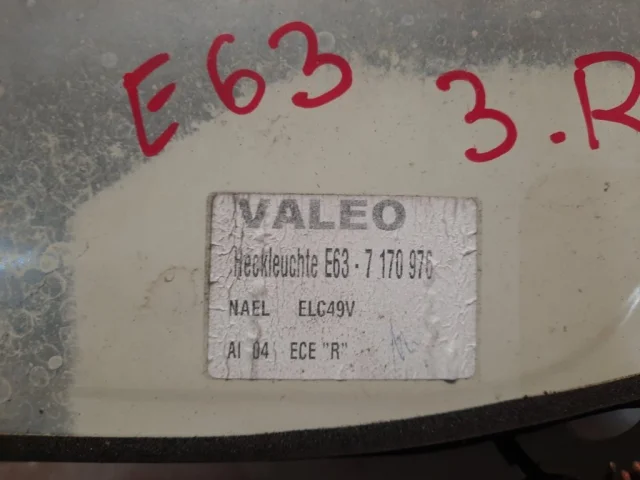 E63 3.R
VALEO
Heckleuchte E63 - 7 170 976
NAEL ELC49V
AI 04 ECE "R"